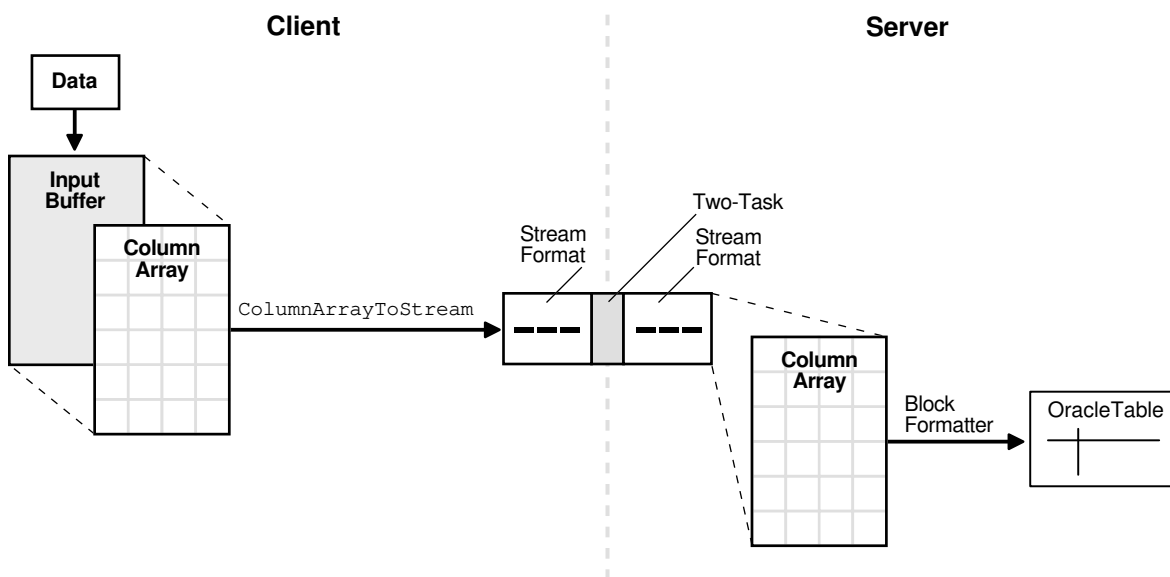 Client
Server
Data
Input
Buffer
Column
Array
ColumnArrayToStream
Stream
Format
Two-Task
Stream
Format
Column
Array
Block
Formatter
OracleTable